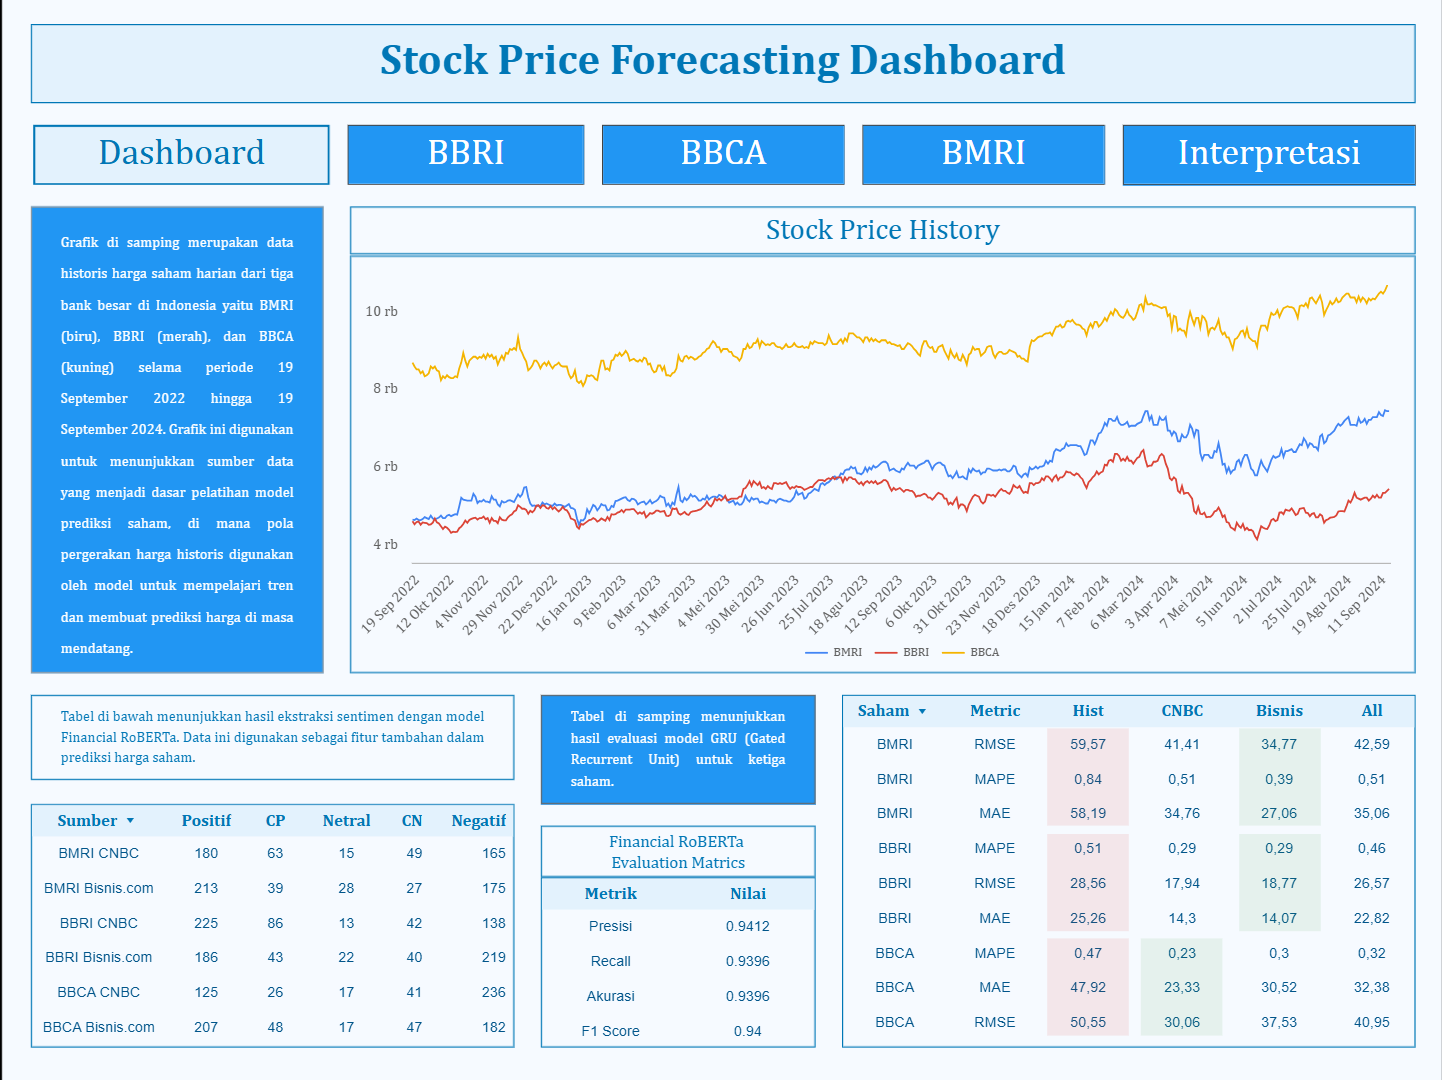 Stock Price Forecasting Dashboard
Dashboard
BBRI
BBCA
BMRI
Interpretasi
Grafik di samping merupakan data
historis harga saham harian dari tiga
bank besar di Indonesia yaitu BMRI
(biru), BBRI (merah), dan BBCA
(kuning) selama periode 19
September 2022 hingga 19
September 2024. Grafik ini digunakan
untuk menunjukkan sumber data
yang menjadi dasar pelatihan model
prediksi saham, di mana pola
pergerakan harga historis digunakan
oleh model untuk mempelajari tren
dan membuat prediksi harga di masa
mendatang.
Stock Price History
10 rb
8 rb
6 rb
4 rb
19 Sep 2022
12 Okt 2022
4 Nov 2022
29 Nov 2022
22 Des 2022
16 Jan 2023
9 Feb 2023
6 Mar 2023
31 Mar 2023
4 Mei 2023
30 Mei 2023
26 Jun 2023
25 Jul 2023
18 Agu 2023
12 Sep 2023
6 Okt 2023
31 Okt 2023
23 Nov 2023
18 Des 2023
15 Jan 2024
7 Feb 2024
6 Mar 2024
3 Apr 2024
7 Mei 2024
5 Jun 2024
2 Jul 2024
25 Jul 2024
19 Agu 2024
11 Sep 2024
BMRI BBRI BBCA
Tabel di bawah menunjukkan hasil ekstraksi sentimen dengan model
Financial RoBERTa. Data ini digunakan sebagai fitur tambahan dalam
prediksi harga saham.
Sumber Positif CP Netral CN Negatif
BMRI CNBC 180 63 15 49 165
BMRI Bisnis.com 213 39 28 27 175
BBRI CNBC 225 86 13 42 138
BBRI Bisnis.com 186 43 22 40 219
BBCA CNBC 125 26 17 41 236
BBCA Bisnis.com 207 48 17 47 182
Tabel di samping menunjukkan
hasil evaluasi model GRU (Gated
Recurrent Unit) untuk ketiga
saham.
Financial RoBERTa
Evaluation Matrics
Metrik Nilai
Presisi 0.9412
Recall 0.9396
Akurasi 0.9396
F1 Score 0.94
Saham Metric Hist CNBC Bisnis All
BMRI RMSE 59,57 41,41 34,77 42,59
BMRI MAPE 0,84 0,51 0,39 0,51
BMRI MAE 58,19 34,76 27,06 35,06
BBRI MAPE 0,51 0,29 0,29 0,46
BBRI RMSE 28,56 17,94 18,77 26,57
BBRI MAE 25,26 14,3 14,07 22,82
BBCA MAPE 0,47 0,23 0,3 0,32
BBCA MAE 47,92 23,33 30,52 32,38
BBCA RMSE 50,55 30,06 37,53 40,95